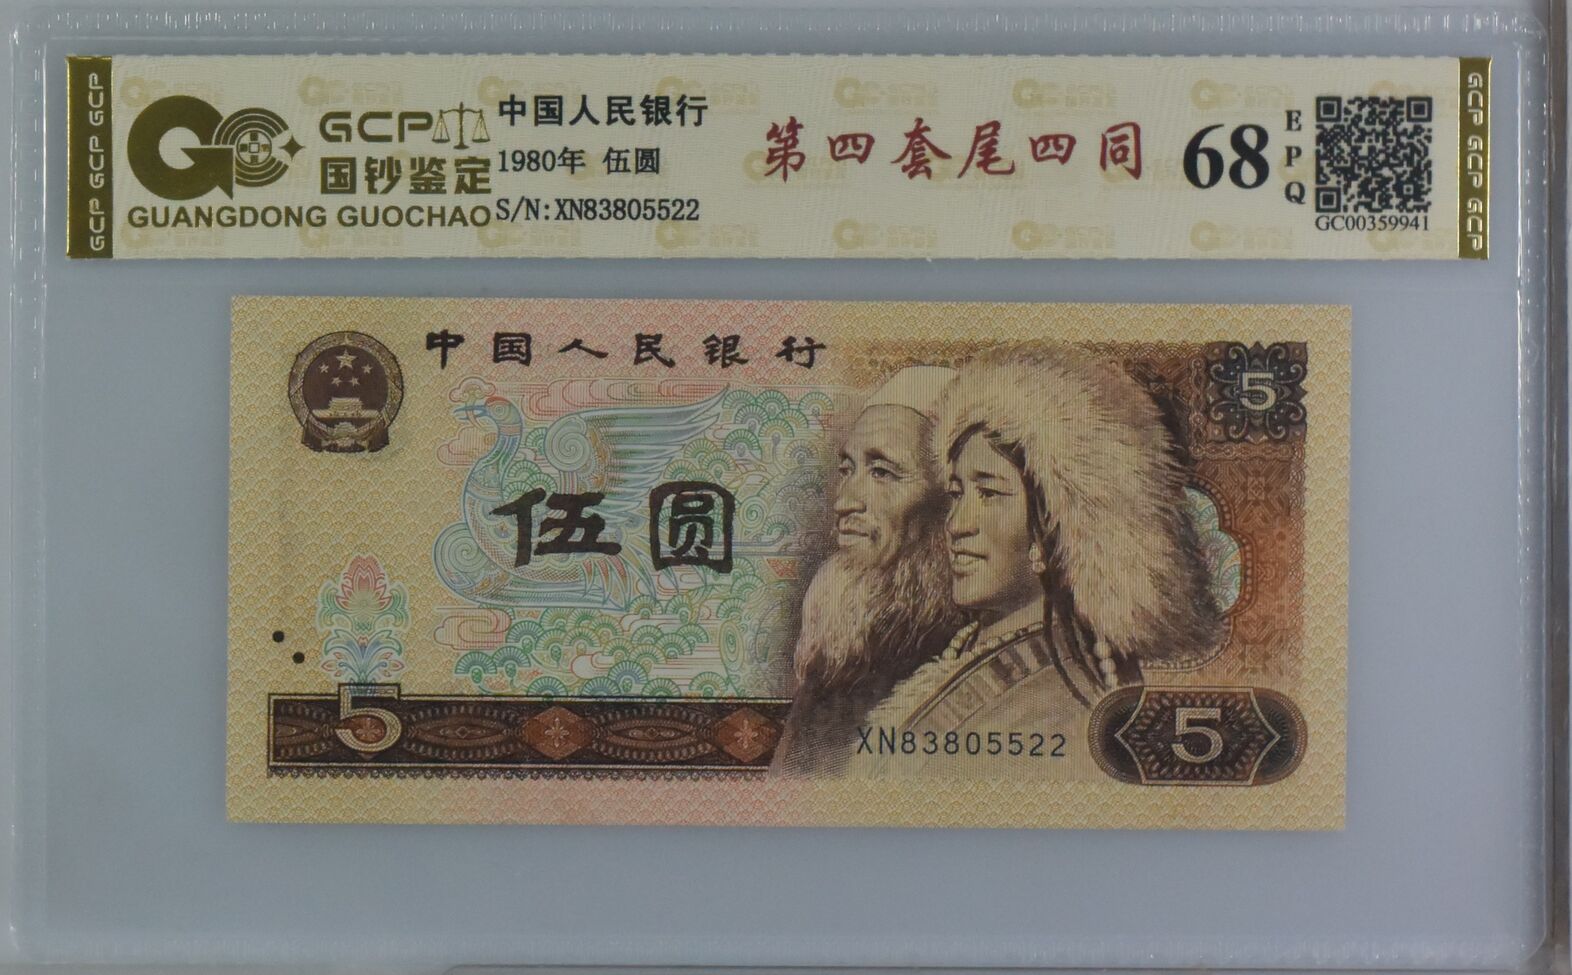 GCP GCP GCP
GCP
国钞鉴定
GUANGDONG GUOCHAO
中国人民银行
1980年 伍圆
S/N:XN83805522
第四套尾四同
68
EPQ
GC00359941
GCP GCP GCP
中国人民银行
5
伍圆
5
XN83805522
5